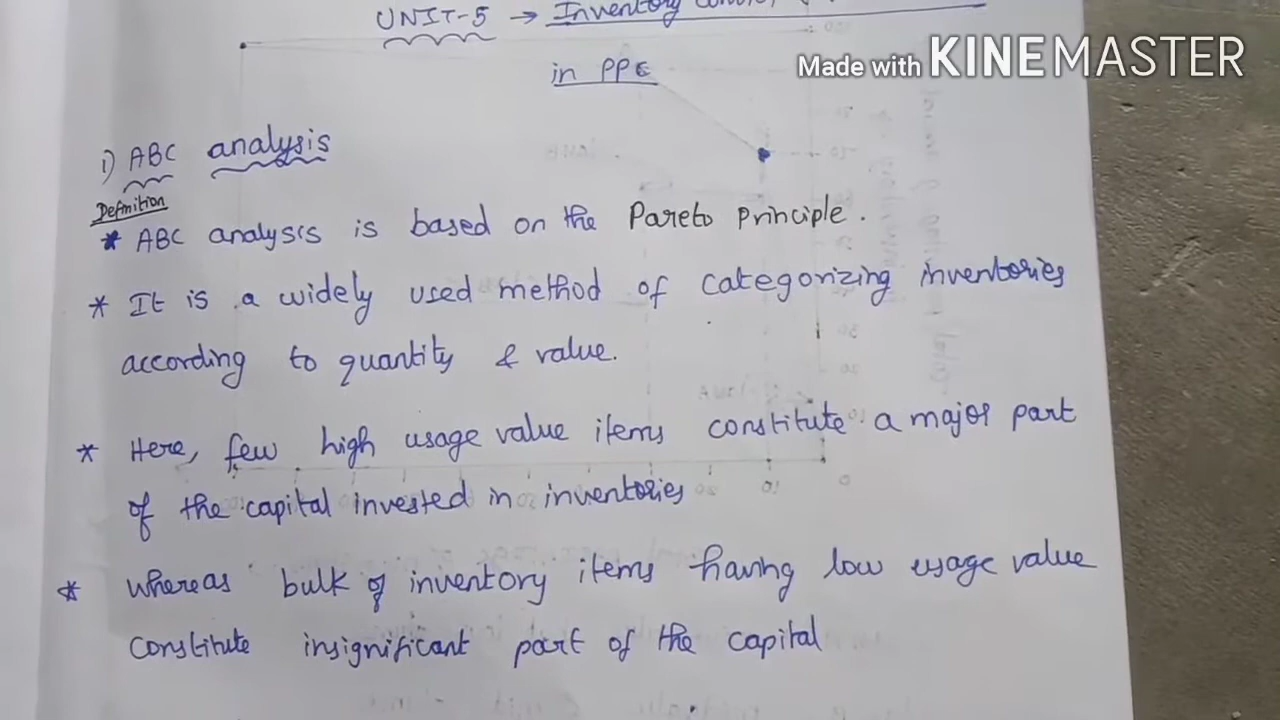 UNIT-5 → Inventory
in PPC
Made with KINEMASTER
1) ABC analysis
Definition
* ABC analysis is based on the Pareto Principle.
* It is a widely used method of categorizing inventories
according to quantity & value.
* Here, few high usage value items constitute a major part
of the capital invested in inventories
* whereas bulk of inventory items having low usage value
constitute insignificant part of the capital